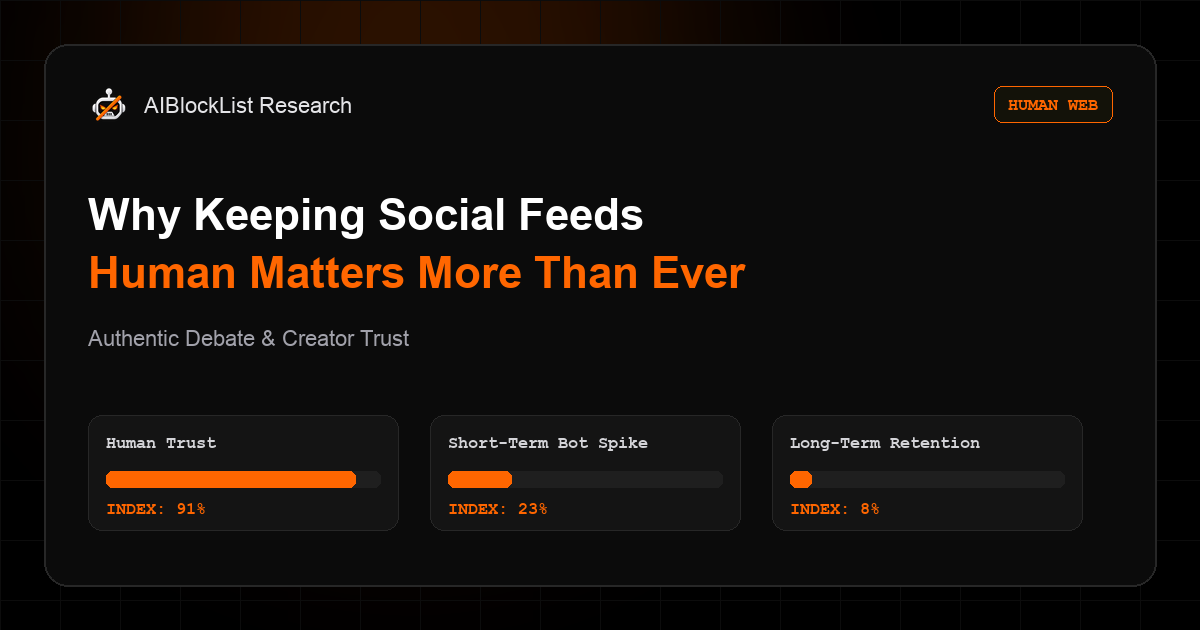 AIBlockList Research
HUMAN WEB
Why Keeping Social Feeds
Human Matters More Than Ever
Authentic Debate & Creator Trust
Human Trust
INDEX: 91%
Short-Term Bot Spike
INDEX: 23%
Long-Term Retention
INDEX: 8%